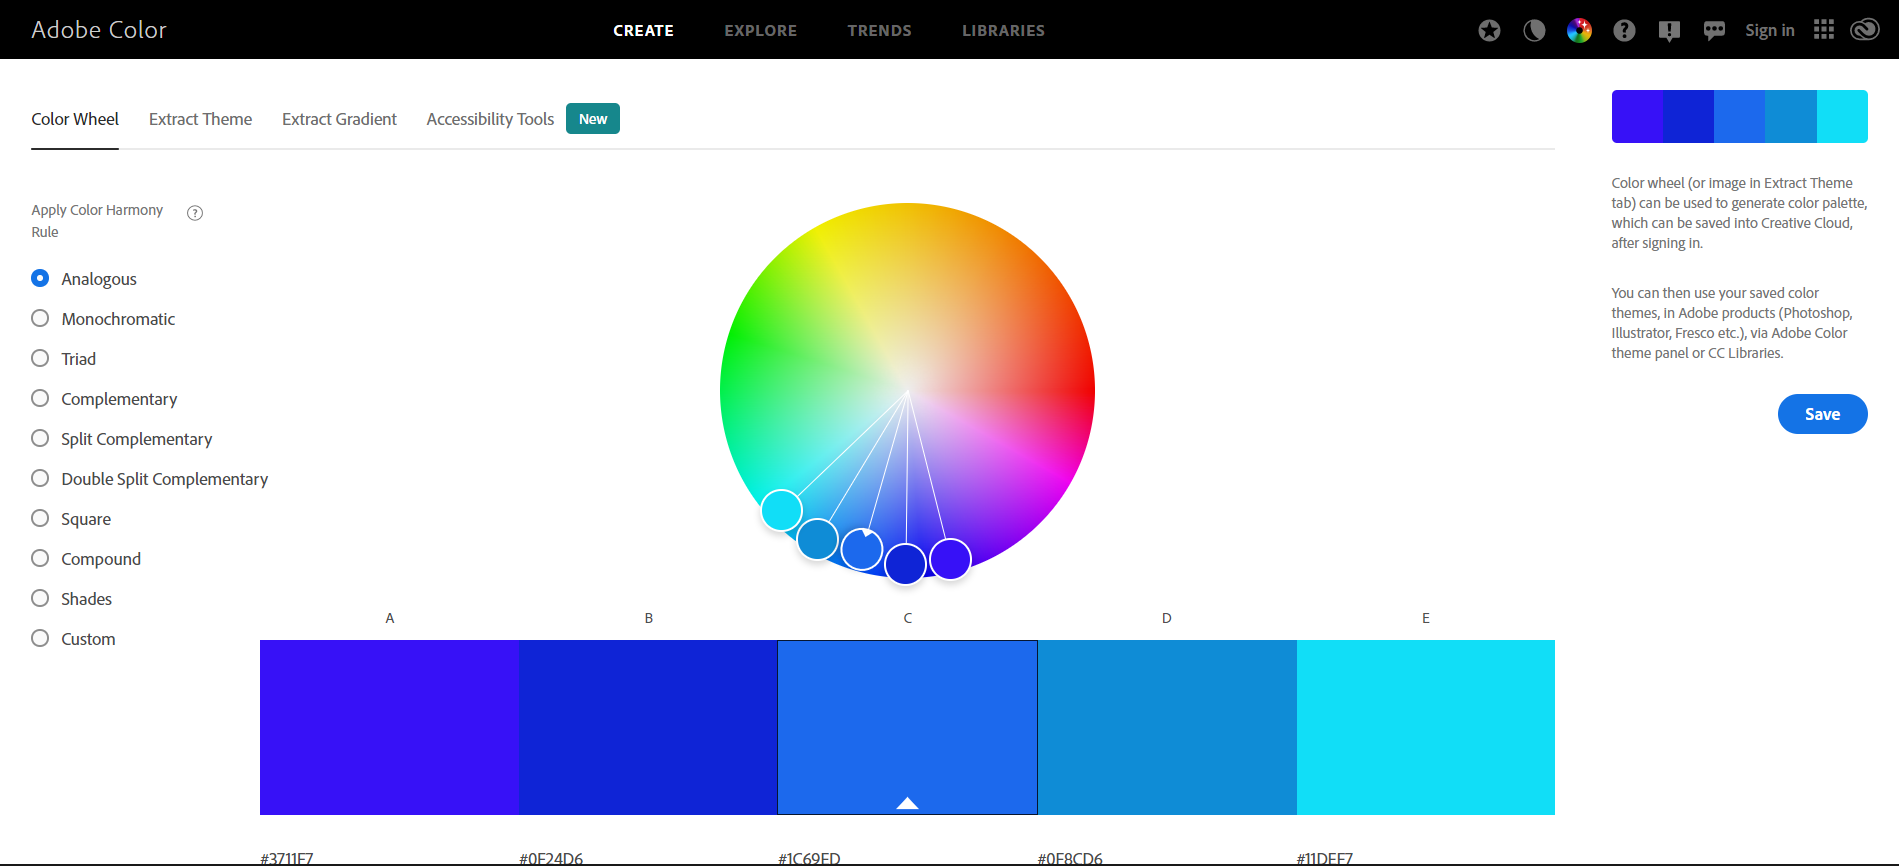 Adobe Color
CREATE EXPLORE TRENDS LIBRARIES
Sign in
Color Wheel Extract Theme Extract Gradient Accessibility Tools New
Apply Color Harmony
Rule
Analogous
Monochromatic
Triad
Complementary
Split Complementary
Double Split Complementary
Square
Compound
Shades
Custom
Color wheel (or image in Extract Theme
tab) can be used to generate color palette,
which can be saved into Creative Cloud,
after signing in.
You can then use your saved color
themes, in Adobe products (Photoshop,
Illustrator, Fresco etc.), via Adobe Color
theme panel or CC Libraries.
Save
A B C D E
#3711F7 #0F24D6 #1C69ED #0F8CD6 #11DEF7